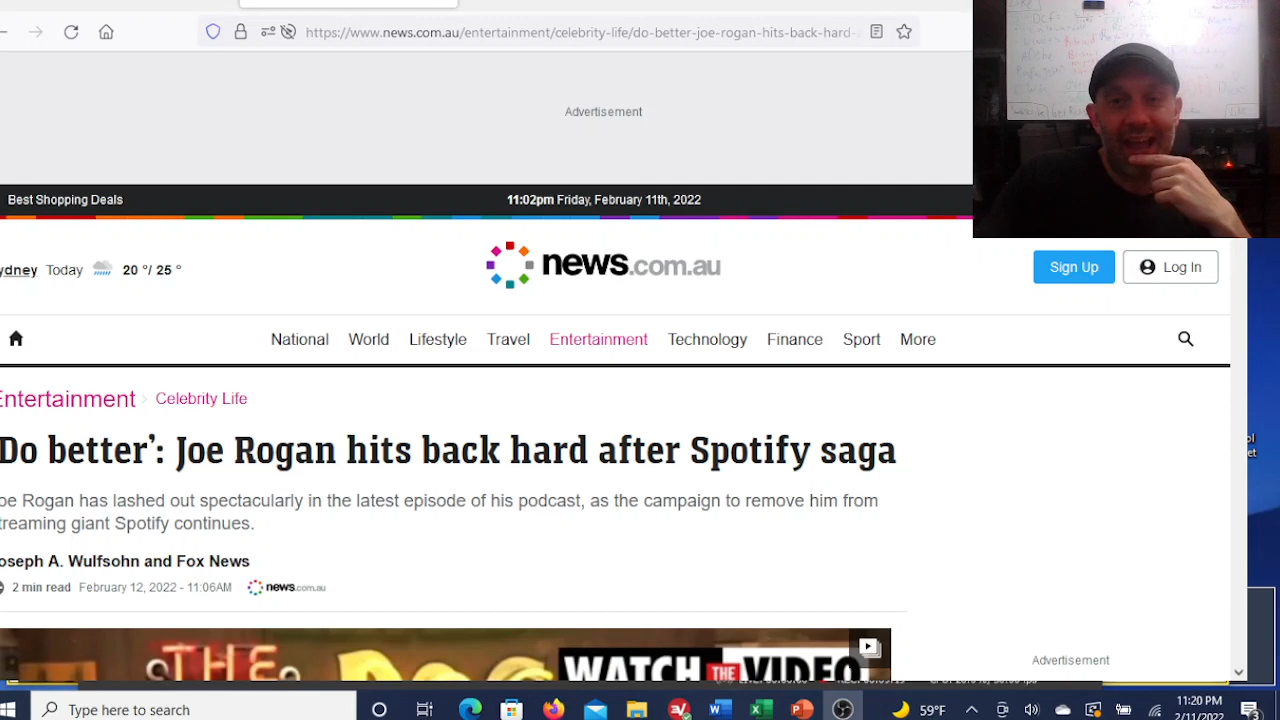 https://www.news.com.au/entertainment/celebrity-life/do-better-joe-rogan-hits-back-hard-
Advertisement
Best Shopping Deals
11:02pm Friday, February 11th, 2022
ydney Today 20 °/ 25 °
news.com.au
Sign Up
Log In
National World Lifestyle Travel Entertainment Technology Finance Sport More
Entertainment > Celebrity Life
Do better’: Joe Rogan hits back hard after Spotify saga
oe Rogan has lashed out spectacularly in the latest episode of his podcast, as the campaign to remove him from
treaming giant Spotify continues.
oseph A. Wulfsohn and Fox News
2 min read February 12, 2022 - 11:06AM news.com.au
THE
WATCH THE VIDEO
Advertisement
Type here to search
59°F
11:20 PM
2/11/2022
3